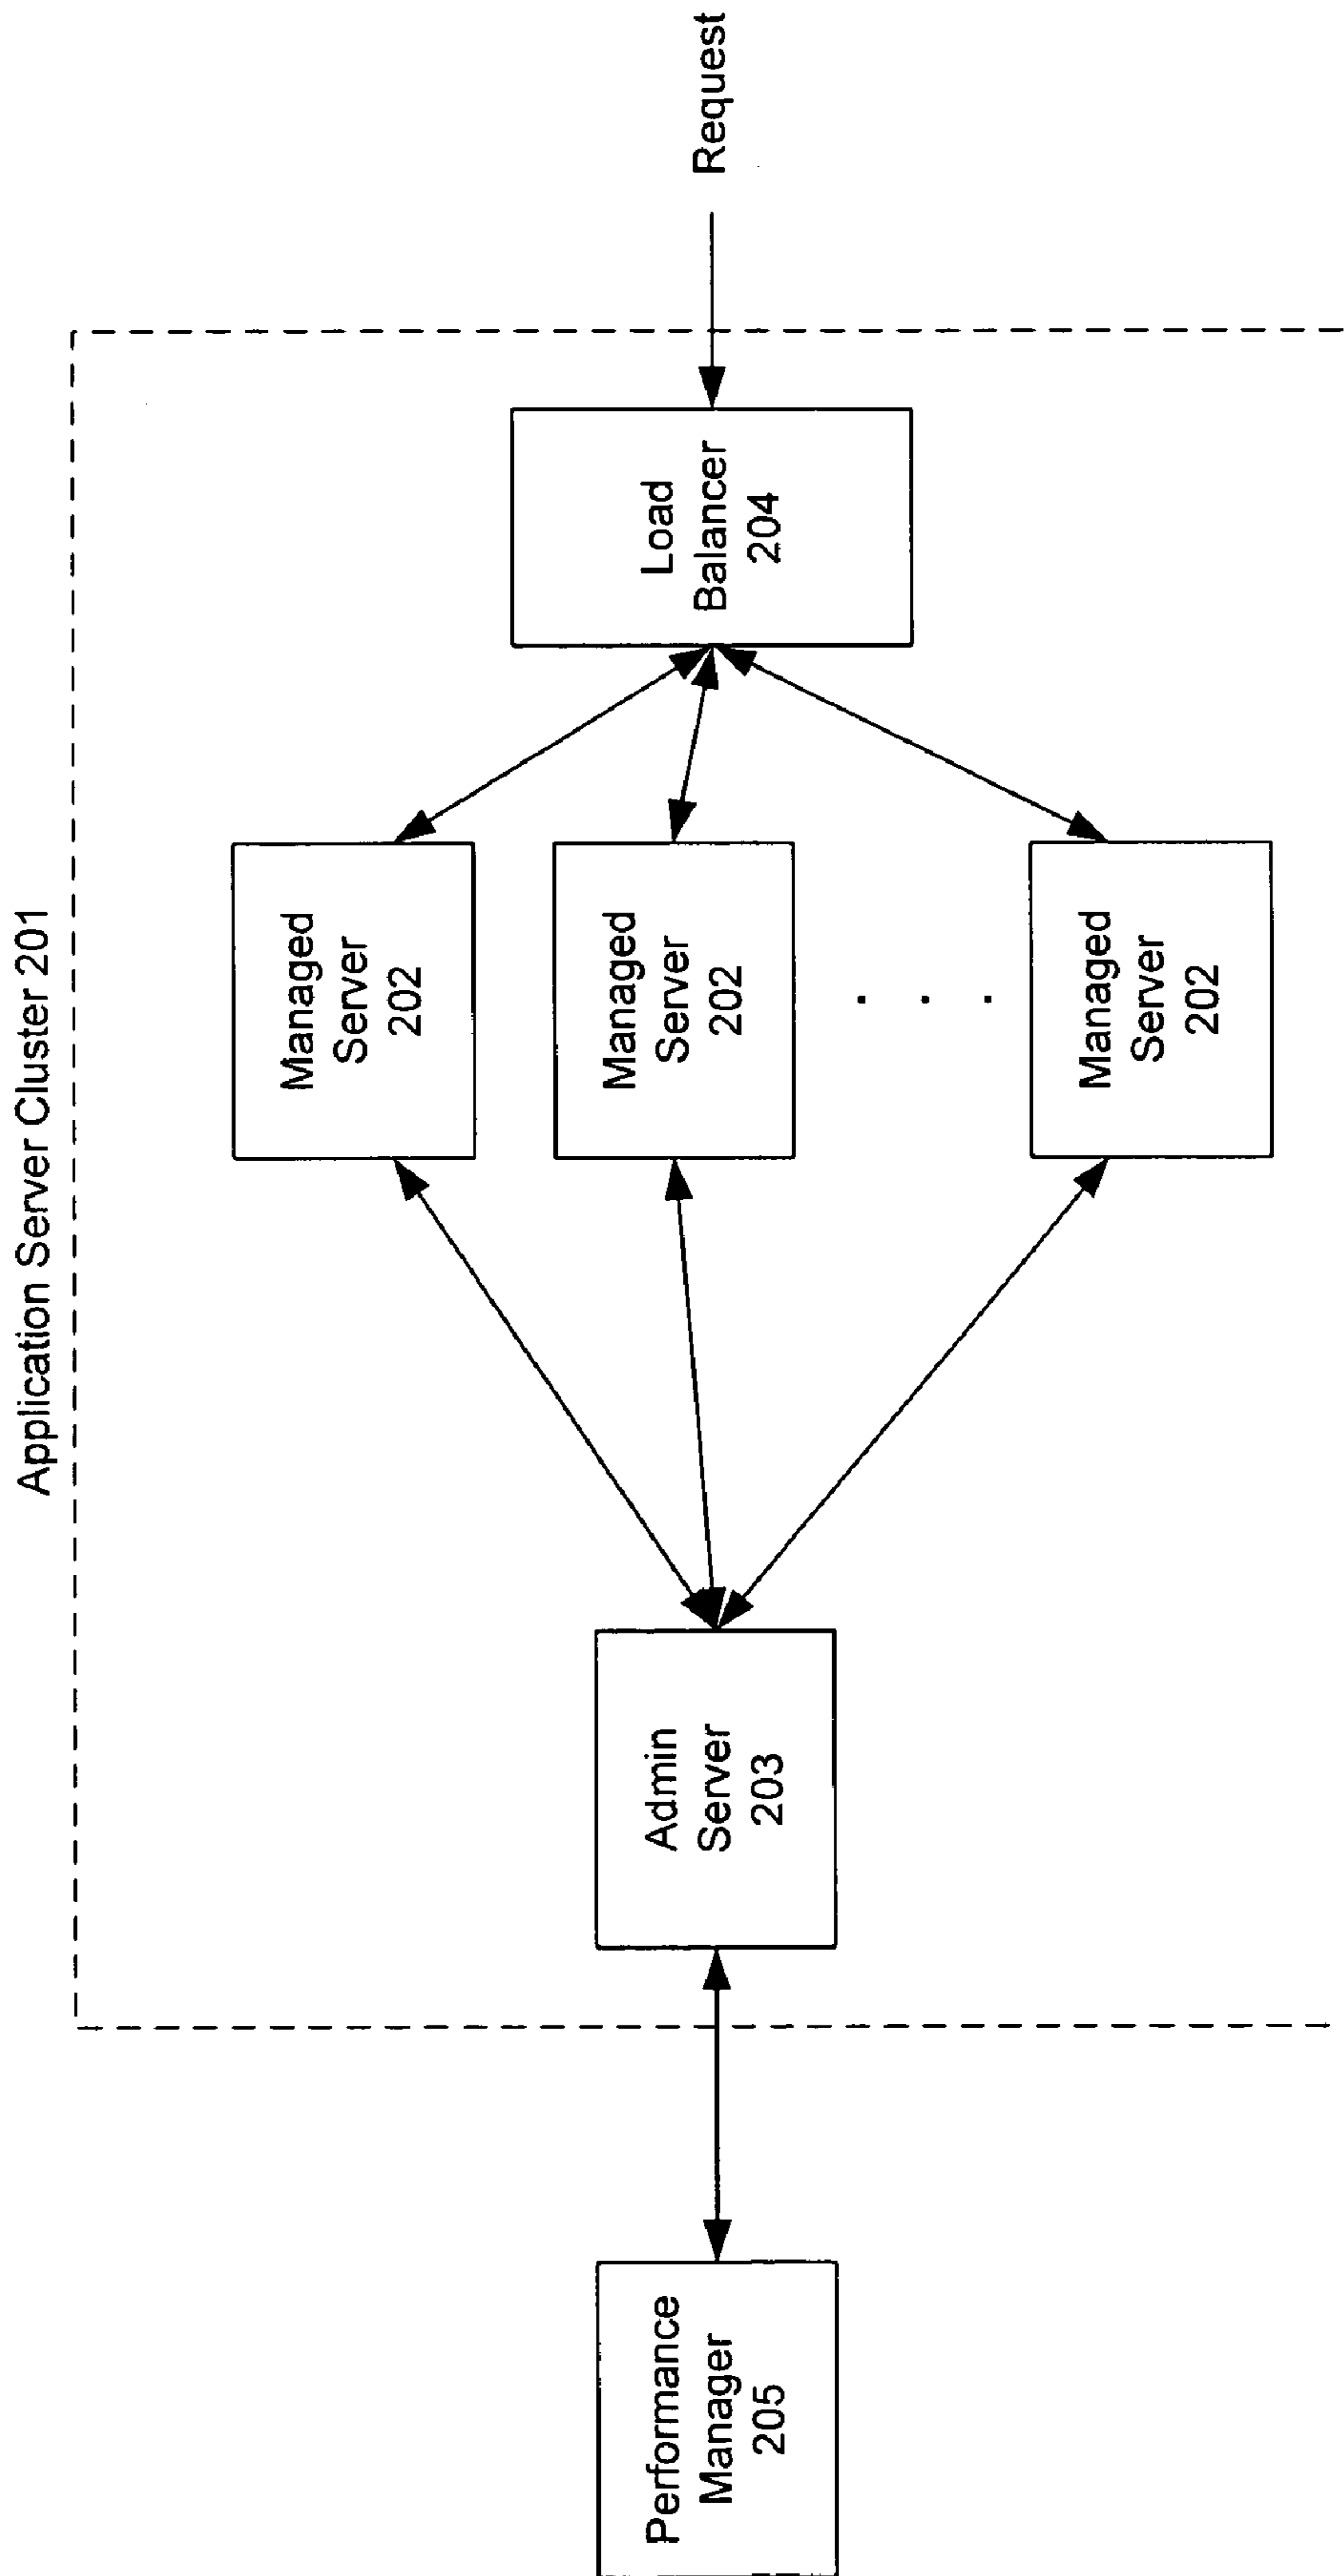 Application Server Cluster 201
Performance
Manager
205
Admin
Server
203
Managed
Server
202
Managed
Server
202
. . .
Managed
Server
202
Load
Balancer
204
Request